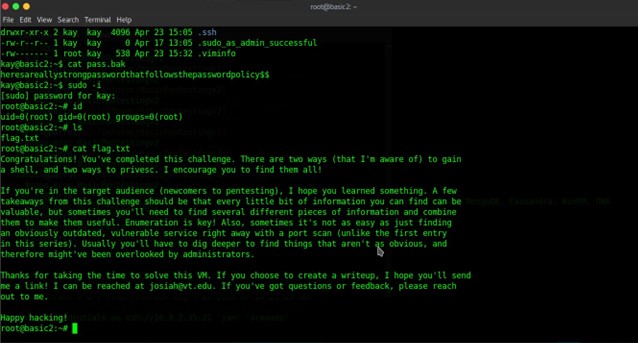 root@basic2: ~
File Edit View Search Terminal Help
drwxr-xr-x 2 kay kay 4096 Apr 23 15:05 .ssh
-rw-r--r-- 1 kay kay 0 Apr 17 13:05 .sudo_as_admin_successful
-rw------- 1 root kay 538 Apr 23 15:32 .viminfo
kay@basic2:~$ cat pass.bak
heresareallystrongpasswordthatfollowsthepasswordpolicy$$
kay@basic2:~$ sudo -i
[sudo] password for kay:
root@basic2:~# id
uid=0(root) gid=0(root) groups=0(root)
root@basic2:~# ls
flag.txt
root@basic2:~# cat flag.txt
Congratulations! You've completed this challenge. There are two ways (that I'm aware of) to gain
a shell, and two ways to privesc. I encourage you to find them all!
If you're in the target audience (newcomers to pentesting), I hope you learned something. A few
takeaways from this challenge should be that every little bit of information you can find can be
valuable, but sometimes you'll need to find several different pieces of information and combine
them to make them useful. Enumeration is key! Also, sometimes it's not as easy as just finding
an obviously outdated, vulnerable service right away with a port scan (unlike the first entry
in this series). Usually you'll have to dig deeper to find things that aren't as obvious, and
therefore might've been overlooked by administrators.
Thanks for taking the time to solve this VM. If you choose to create a writeup, I hope you'll send
me a link! I can be reached at josiah@vt.edu. If you've got questions or feedback, please reach
out to me.
Happy hacking!
root@basic2:~#